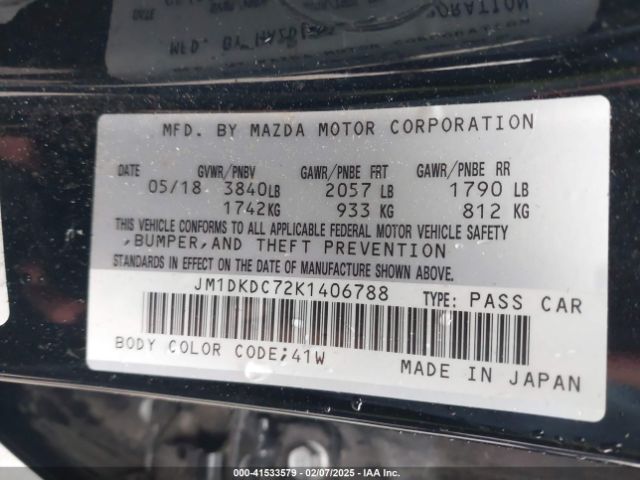 MFD. BY MAZDA MOTOR CORPORATION
DATE GVWR/PNBV GAWR/PNBE FRT GAWR/PNBE RR
05/18 3840LB 2057 LB 1790 LB
1742KG 933 KG 812 KG
THIS VEHICLE CONFORMS TO ALL APPLICABLE FEDERAL MOTOR VEHICLE SAFETY
,BUMPER,AND THEFT PREVENTION
STANDARDS IN EFFECT ON THE DATE OF MANUFACTURE SHOWN ABOVE.
JM1DKDC72K1406788 TYPE: PASS CAR
BODY COLOR CODE;41W MADE IN JAPAN
000-41533579 - 02/07/2025 - IAA Inc.